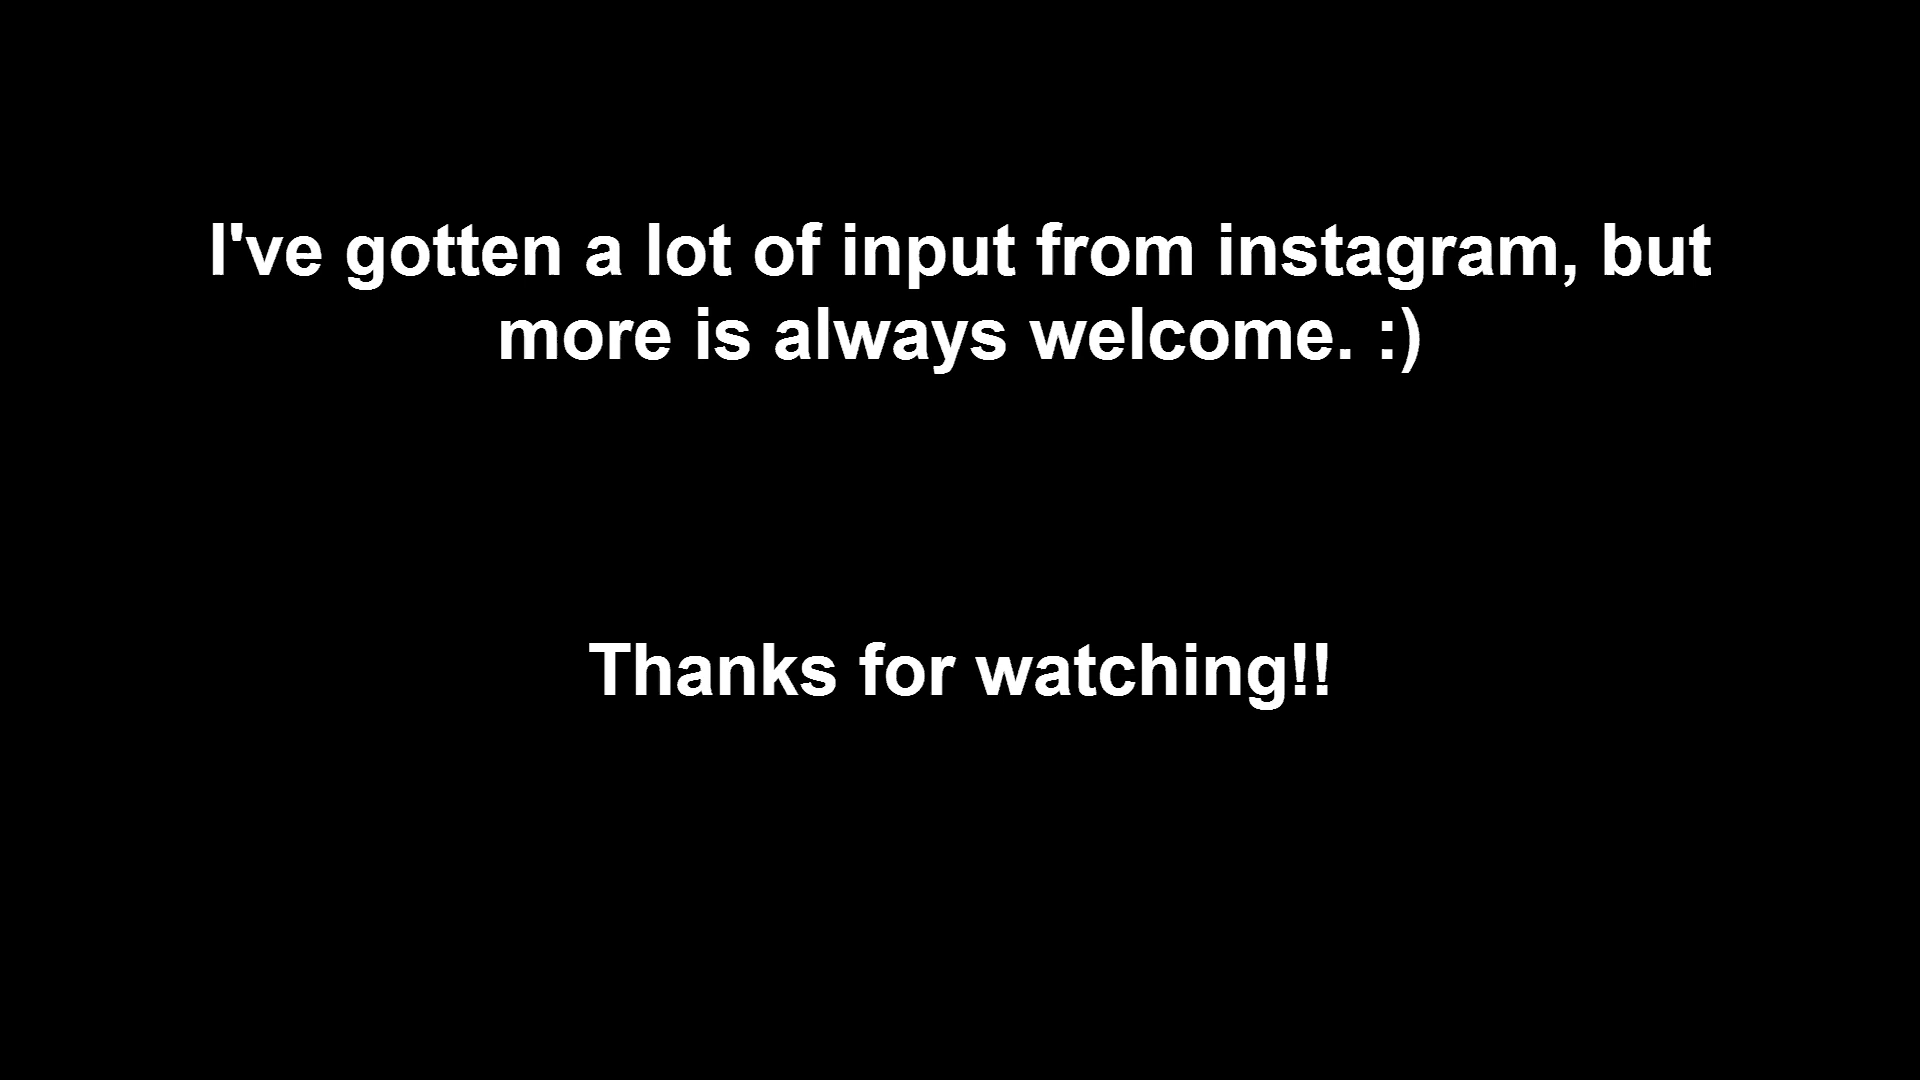 I've gotten a lot of input from instagram, but
more is always welcome. :)
Thanks for watching!!